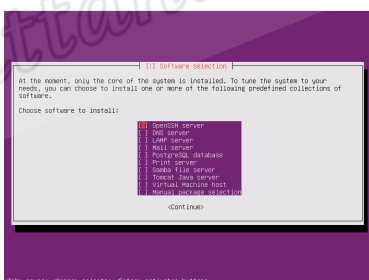 [!] Software selection
At the moment, only the core of the system is installed. To tune the system to your
needs, you can choose to install one or more of the following predefined collections of
software.
Choose software to install:
[ ] OpenSSH server
[ ] DNS server
[ ] LAMP server
[ ] Mail server
[ ] PostgreSQL database
[ ] Print server
[ ] Samba file server
[ ] Tomcat Java server
[ ] Virtual Machine host
[ ] Manual package selection
<Continue>